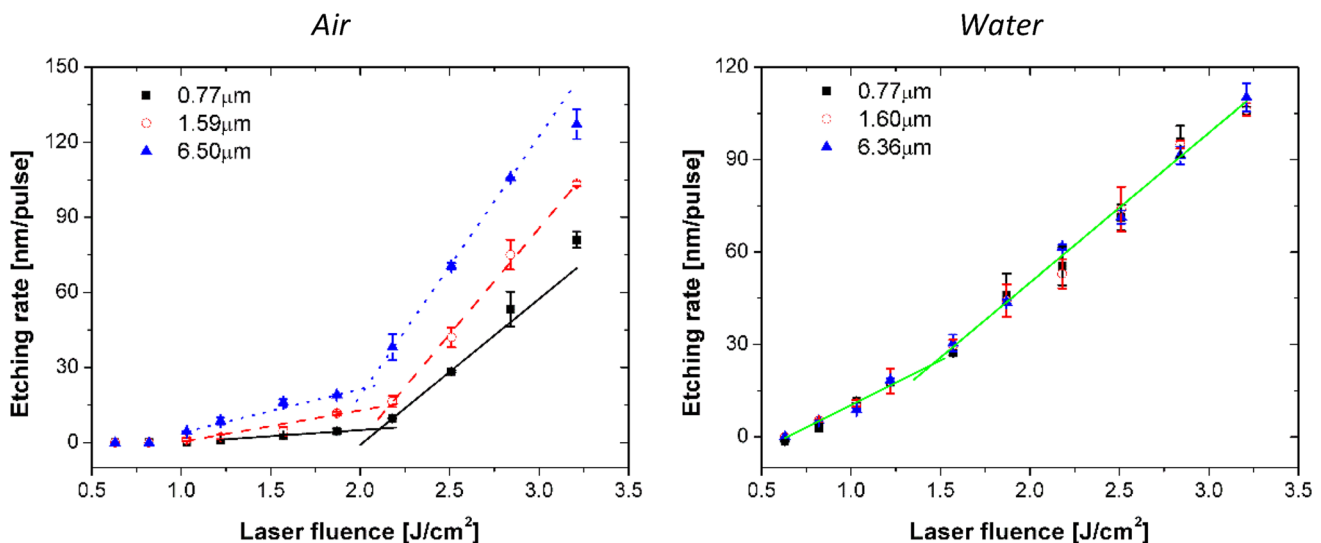 Air
150
120
90
60
30
0
0.77μm
1.59μm
6.50μm
0.5 1.0 1.5 2.0 2.5 3.0 3.5
Etching rate [nm/pulse]
Laser fluence [J/cm²]
Water
120
90
60
30
0
0.77μm
1.60μm
6.36μm
0.5 1.0 1.5 2.0 2.5 3.0 3.5
Etching rate [nm/pulse]
Laser fluence [J/cm²]